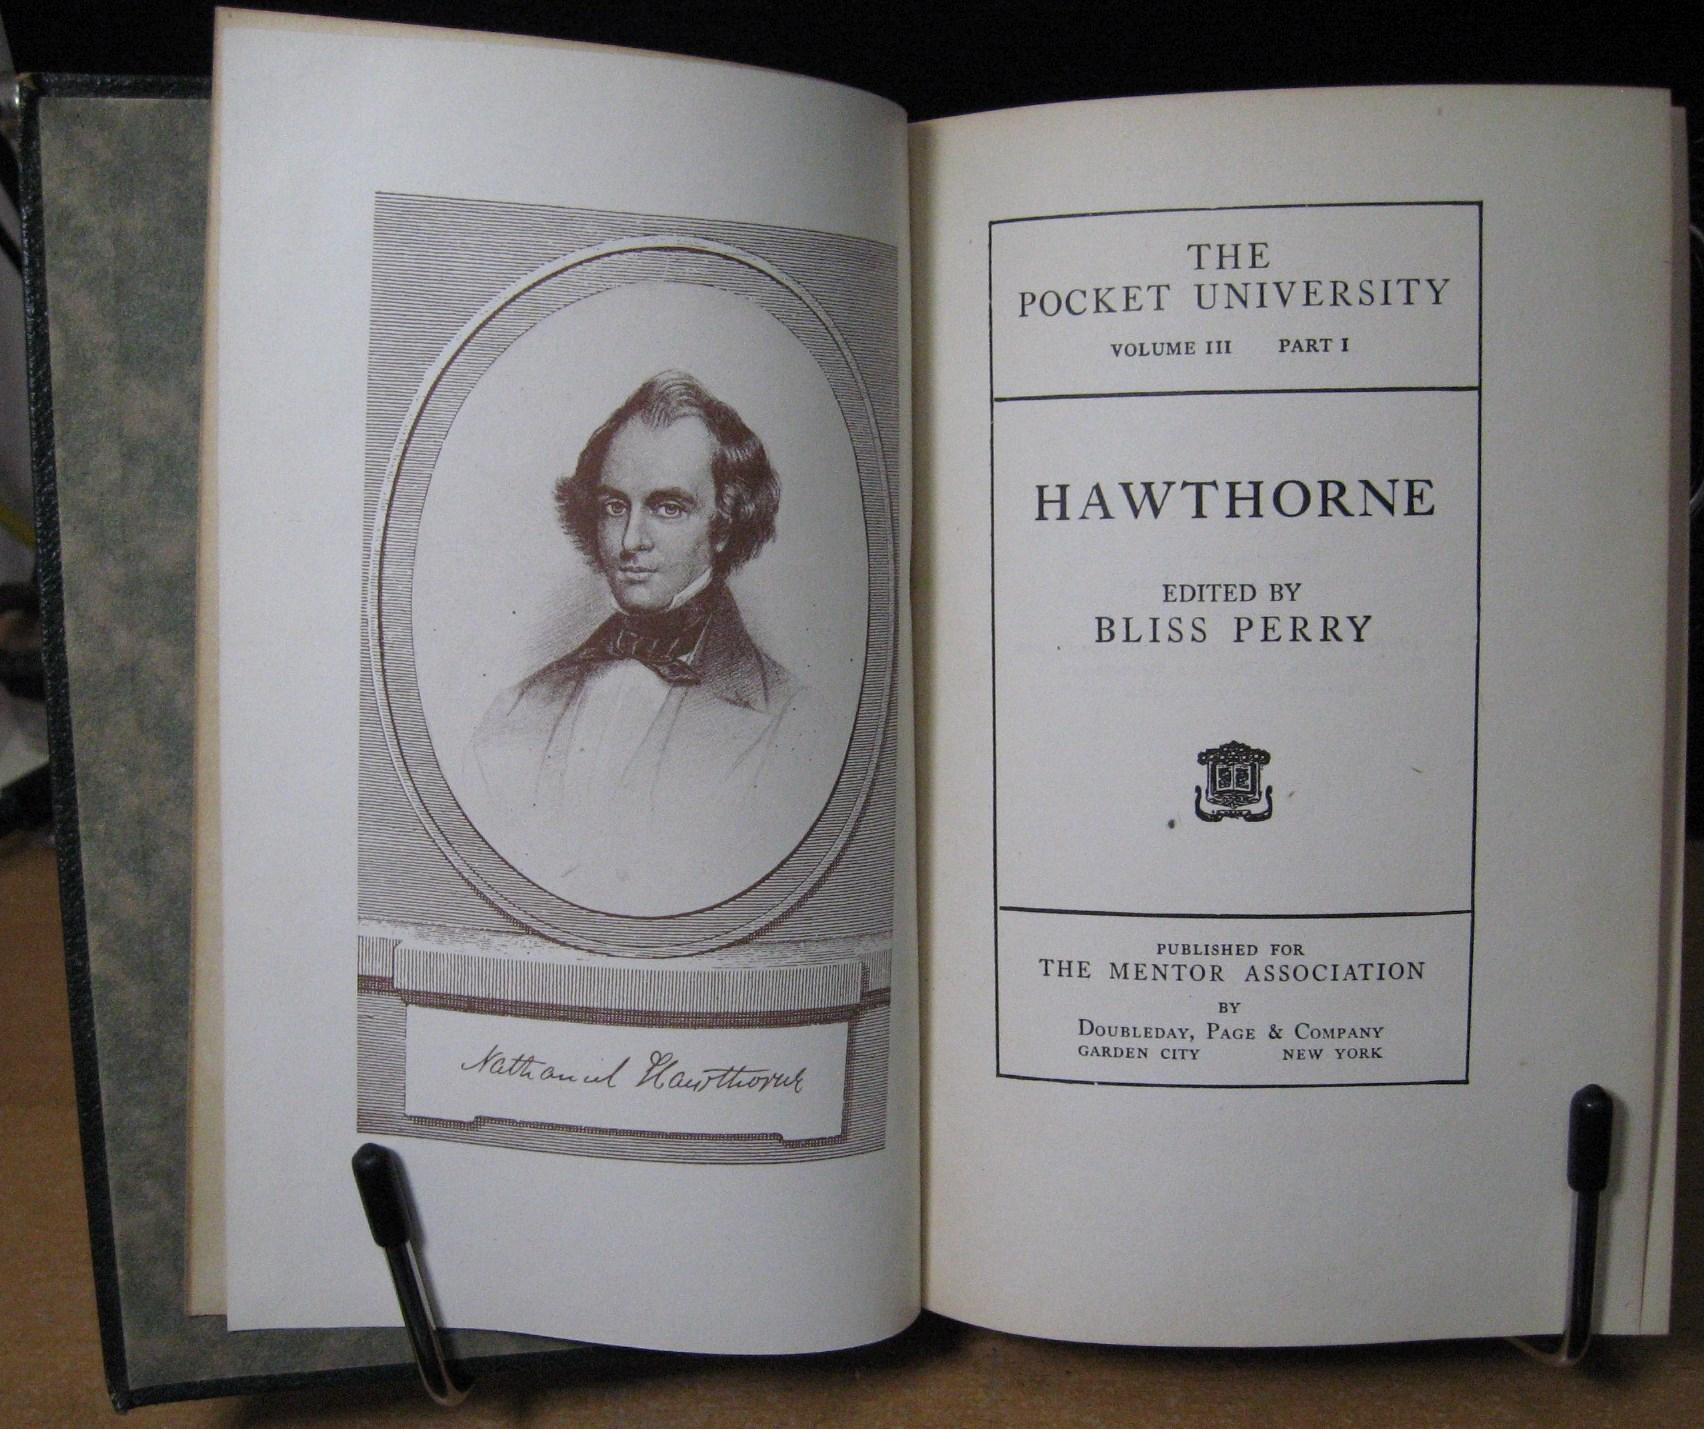 Nathaniel Hawthorne
THE
POCKET UNIVERSITY
VOLUME III PART I
HAWTHORNE
EDITED BY
BLISS PERRY
PUBLISHED FOR
THE MENTOR ASSOCIATION
BY
DOUBLEDAY, PAGE & COMPANY
GARDEN CITY NEW YORK